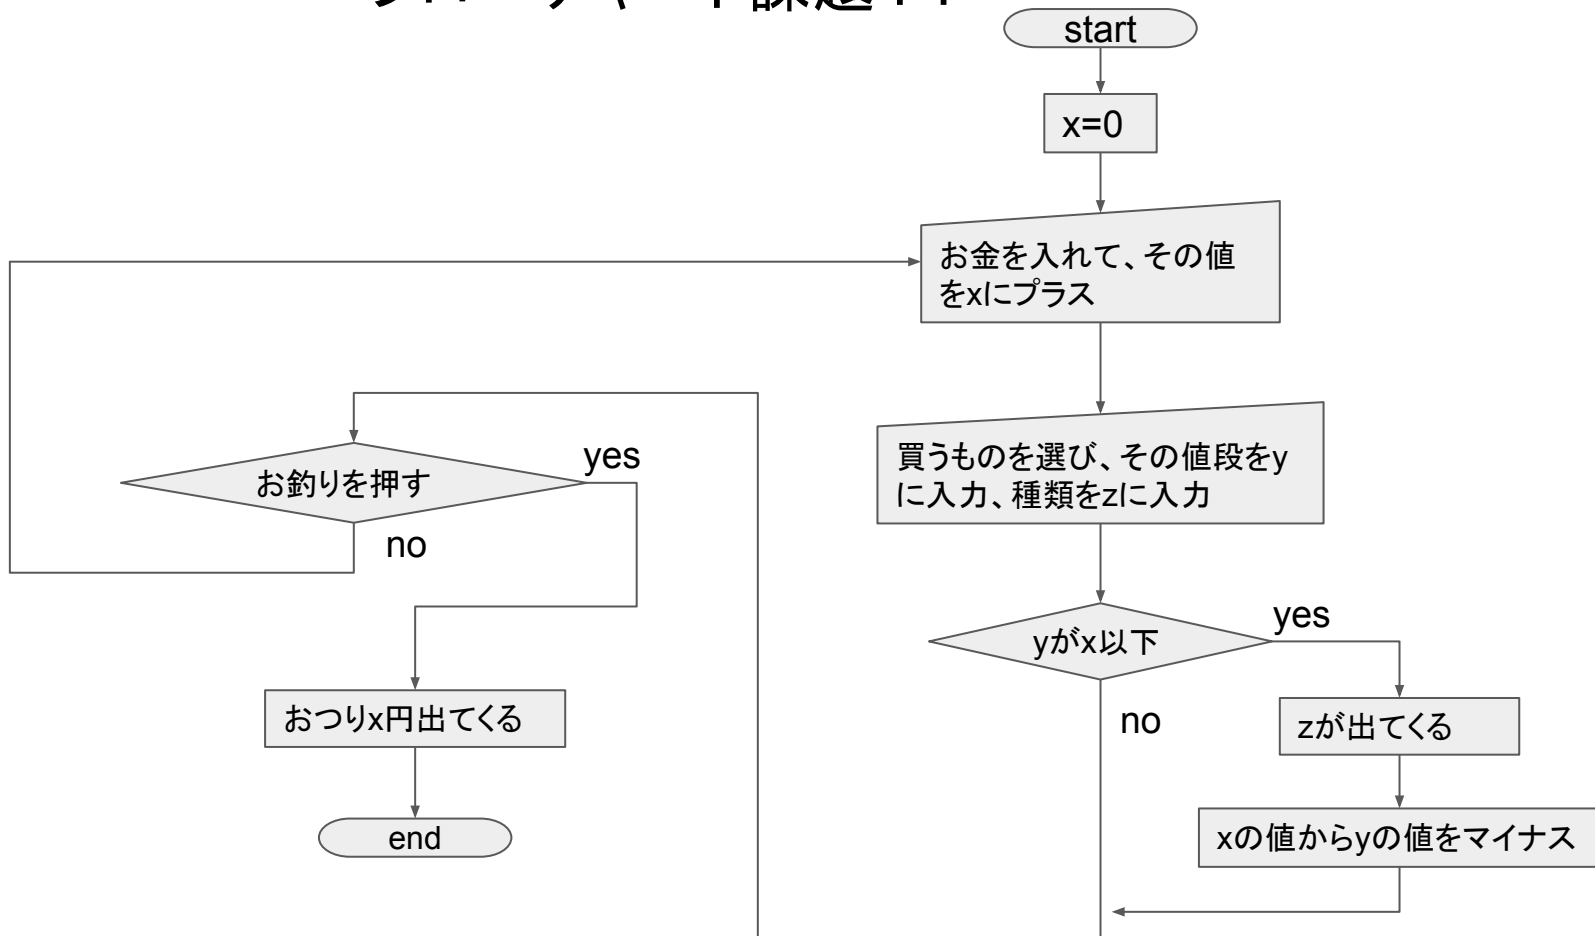 start
x=0
お金を入れて、その値
をxにプラス
買うものを選び、その値段をy
に入力、種類をzに入力
お釣りを押す
yes
no
yがx以下
yes
no
おつりx円出てくる
zが出てくる
xの値からyの値をマイナス
end